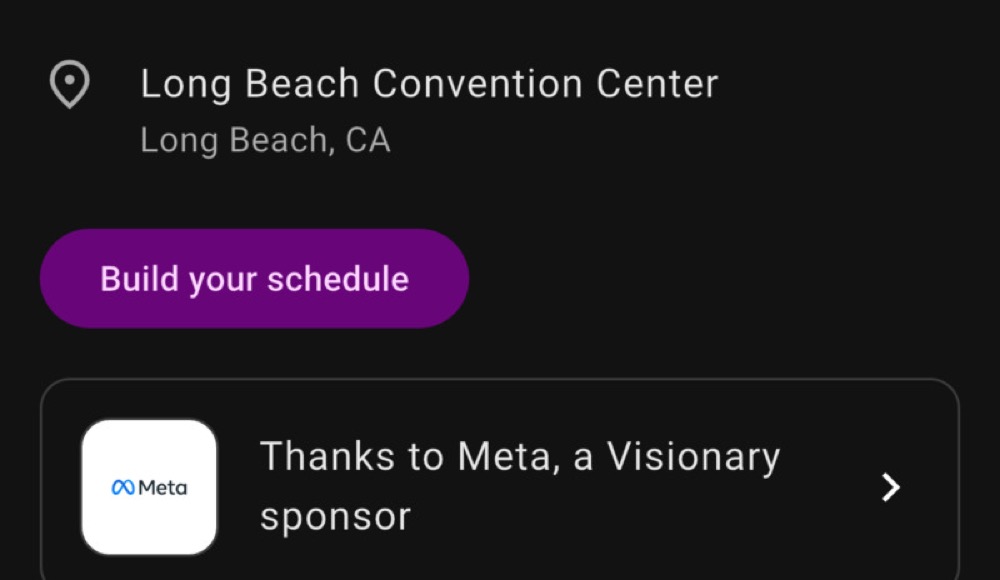 Long Beach Convention Center
Long Beach, CA
Build your schedule
Meta
Thanks to Meta, a Visionary
sponsor